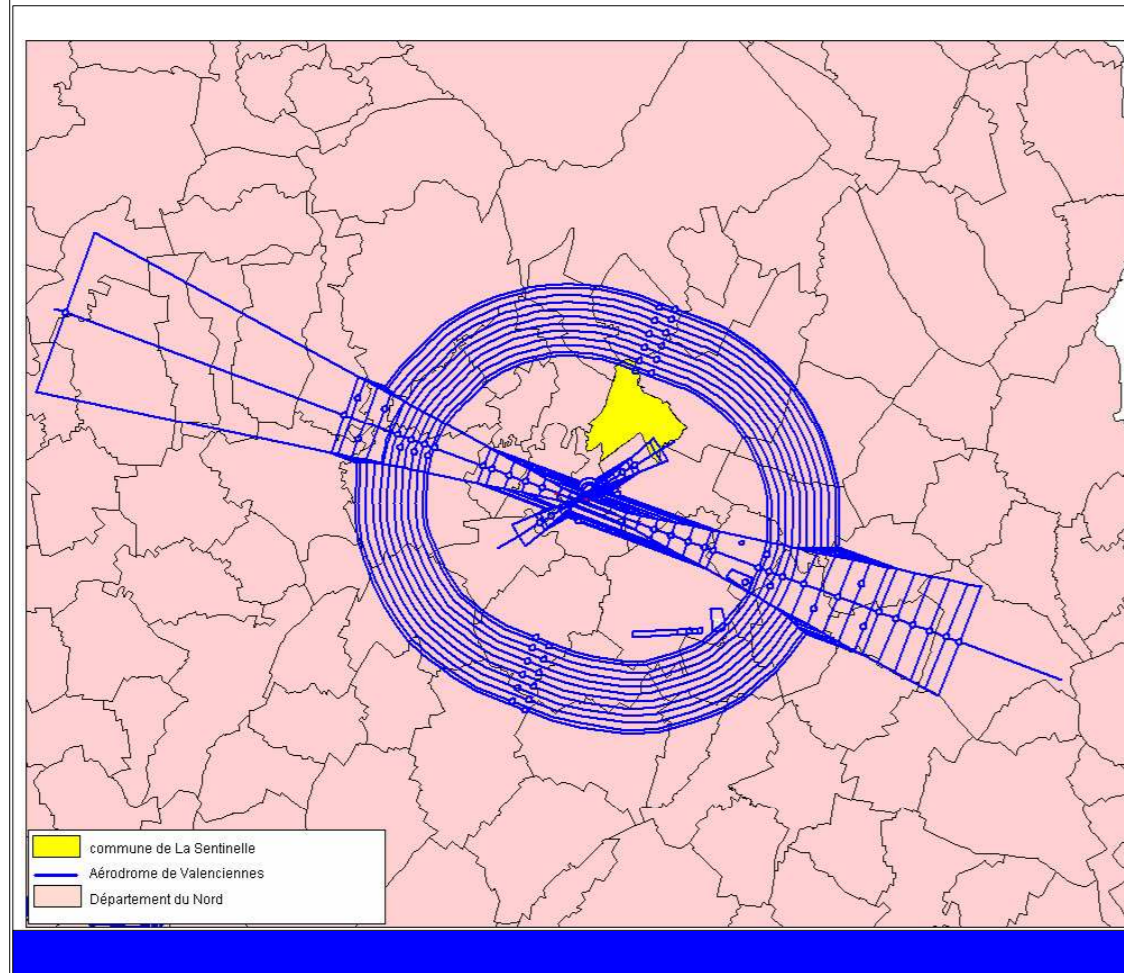 commune de La Sentinelle
Aérodrome de Valenciennes
Département du Nord